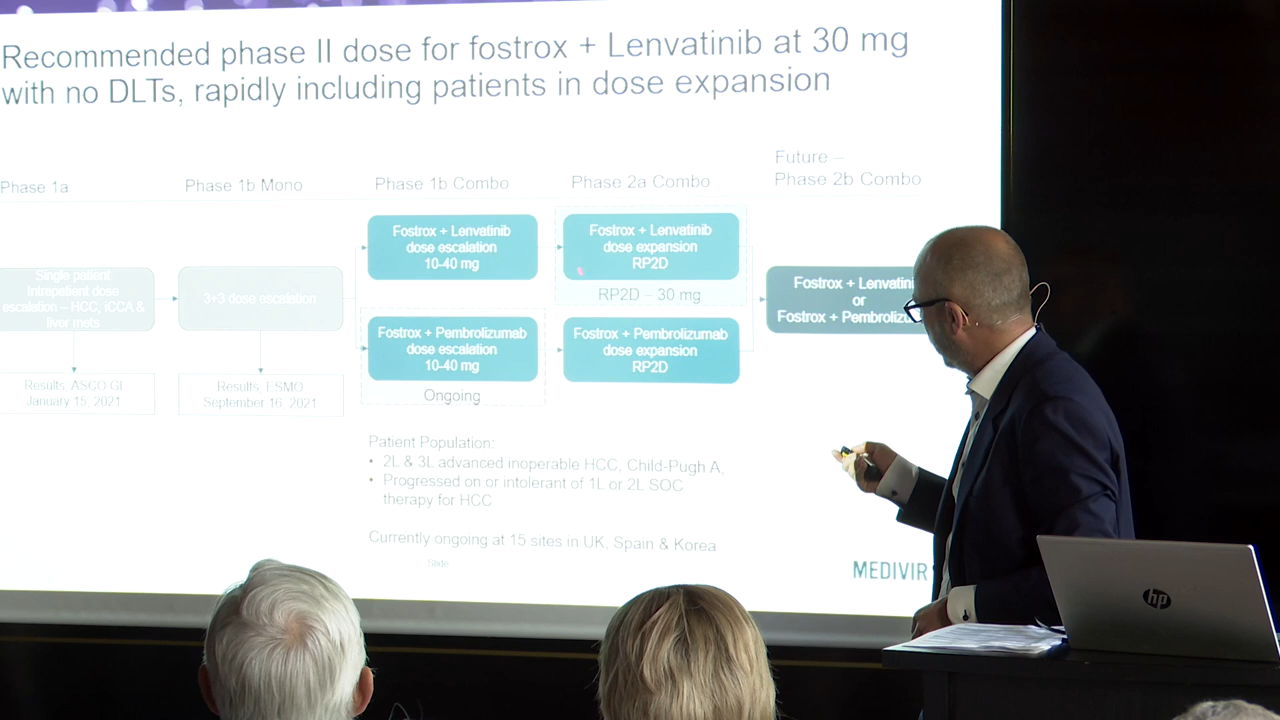 Recommended phase II dose for fostrox + Lenvatinib at 30 mg
with no DLTs, rapidly including patients in dose expansion
Phase 1a
Phase 1b Mono
Phase 1b Combo
Phase 2a Combo
Future –
Phase 2b Combo
Single patient
Intrepatient dose
escalation – HCC, iCCA &
liver mets
3+3 dose escalation
Fostrox + Lenvatinib
dose escalation
10-40 mg
Fostrox + Lenvatinib
dose expansion
RP2D
RP2D – 30 mg
Fostrox + Lenvatini
or
Fostrox + Pembrolizu
Fostrox + Pembrolizumab
dose escalation
10-40 mg
Ongoing
Fostrox + Pembrolizumab
dose expansion
RP2D
Results: ASCO GI
January 15, 2021
Results: ESMO
September 16, 2021
Patient Population:
• 2L & 3L advanced inoperable HCC, Child-Pugh A,
• Progressed on or intolerant of 1L or 2L SOC
therapy for HCC
Currently ongoing at 15 sites in UK, Spain & Korea
Slide
MEDIVIR
hp